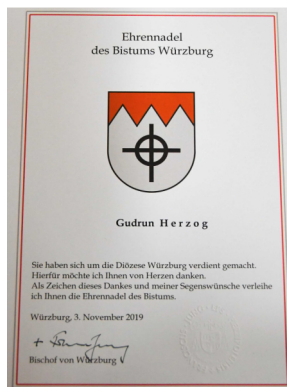 Ehrennadel
des Bistums Würzburg
Gudrun Herzog
Sie haben sich um die Diözese Würzburg verdient gemacht.
Hierfür möchte ich Ihnen von Herzen danken.
Als Zeichen dieses Dankes und meiner Segenswünsche verleihe
ich Ihnen die Ehrennadel des Bistums.
Würzburg, 3. November 2019
Bischof von Würzburg